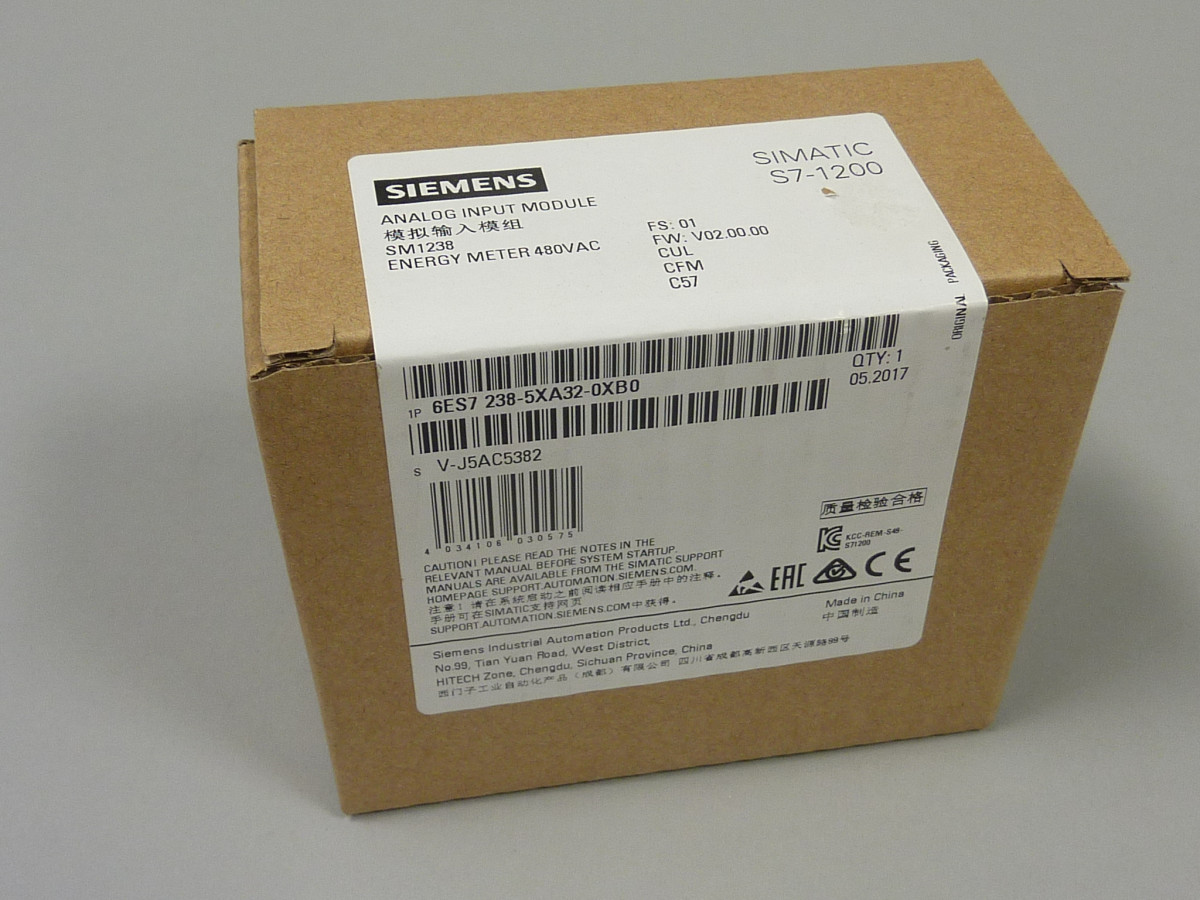 SIEMENS
SIMATIC
S7-1200
ANALOG INPUT MODULE
模拟输入模组
SM1238
ENERGY METER 480VAC
FS: 01
FW: V02.00.00
CUL
CFM
C57
ORIGINAL PACKAGING
QTY: 1
05.2017
1P 6ES7 238-5XA32-0XB0
S V-J5AC5382
4 034106 030575
质量检验合格
KCC-REM-S49-
S71200
CAUTION! PLEASE READ THE NOTES IN THE
RELEVANT MANUAL BEFORE SYSTEM STARTUP.
MANUALS ARE AVAILABLE FROM THE SIMATIC SUPPORT
HOMEPAGE SUPPORT.AUTOMATION.SIEMENS.COM.
注意！请在系统启动之前阅读相应手册中的注释。
手册可在SIMATIC支持网页
SUPPORT.AUTOMATION.SIEMENS.COM中获得。
EAC
CE
Siemens Industrial Automation Products Ltd., Chengdu
No.99, Tian Yuan Road, West District,
HITECH Zone, Chengdu, Sichuan Province, China
西门子工业自动化产品（成都）有限公司 四川省成都高新西区天源路99号
Made in China
中国制造